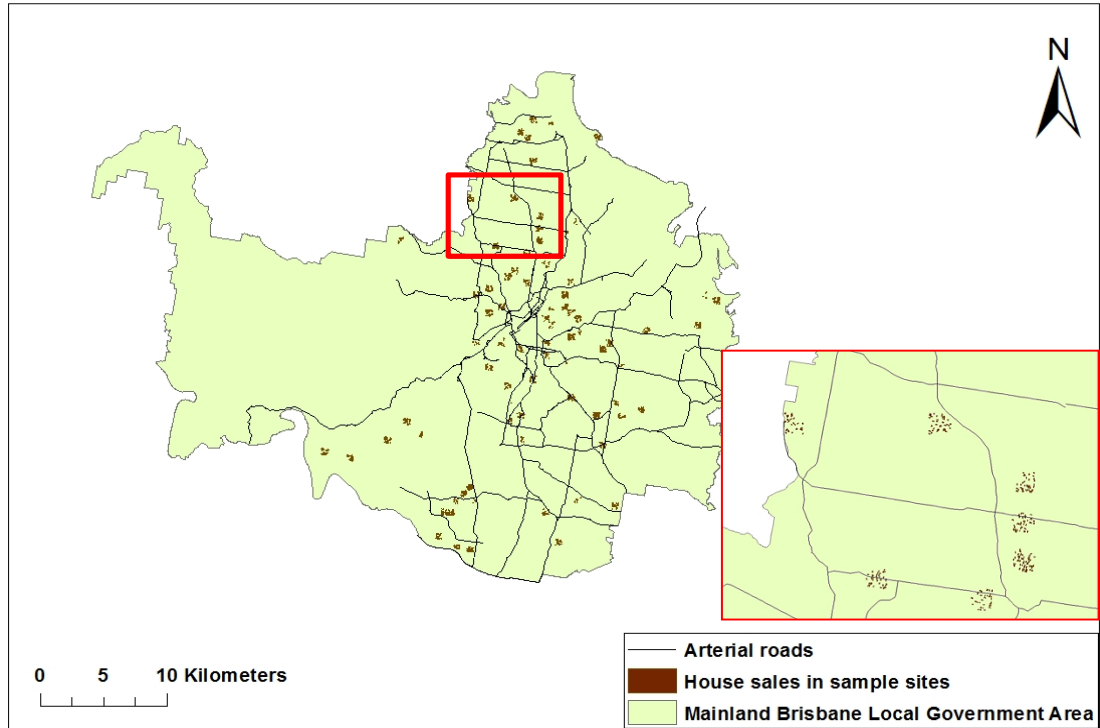 N
0 5 10 Kilometers
Arterial roads
House sales in sample sites
Mainland Brisbane Local Government Area